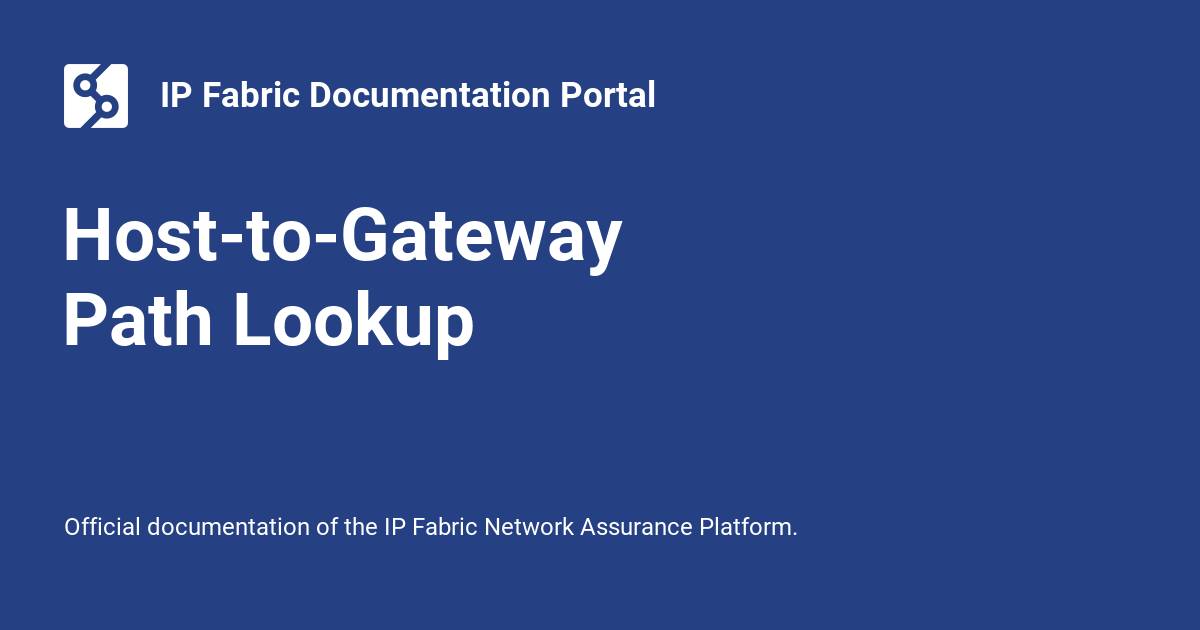 IP Fabric Documentation Portal
Host-to-Gateway
Path Lookup
Official documentation of the IP Fabric Network Assurance Platform.